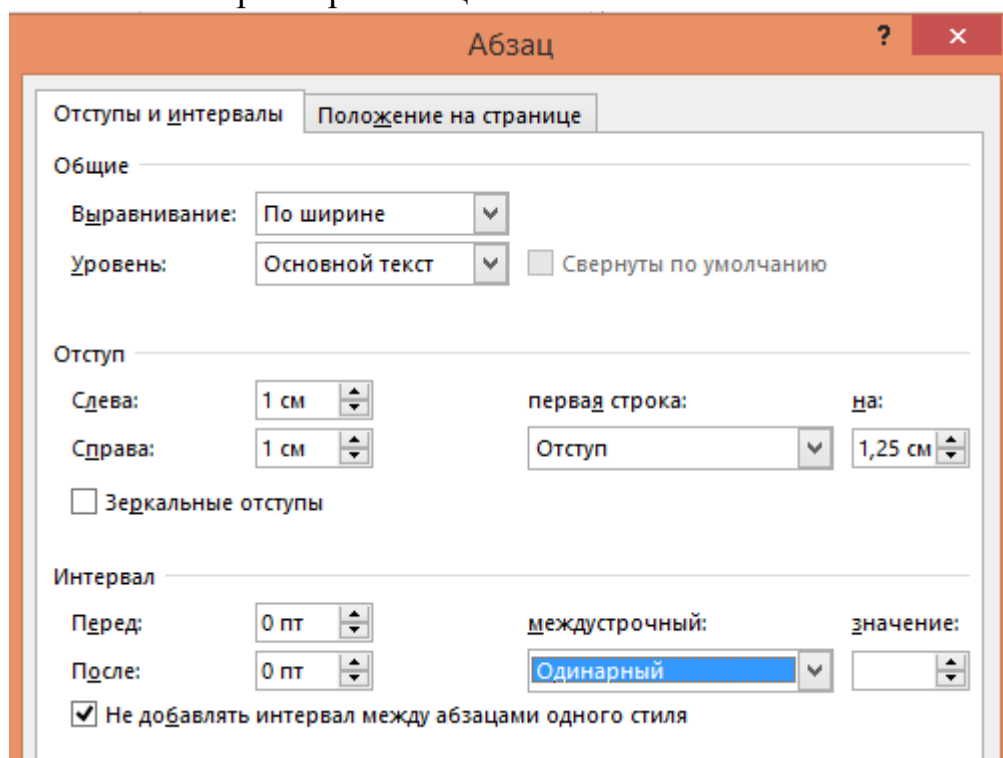 Абзац ? ×
Отступы и интервалы Положение на странице
Общие
Выравнивание: По ширине
Уровень: Основной текст Свернуты по умолчанию
Отступ
Слева: 1 см первая строка: на:
Справа: 1 см Отступ 1,25 см
Зеркальные отступы
Интервал
Перед: 0 пт междустрочный: значение:
После: 0 пт Одинарный
Не добавлять интервал между абзацами одного стиля